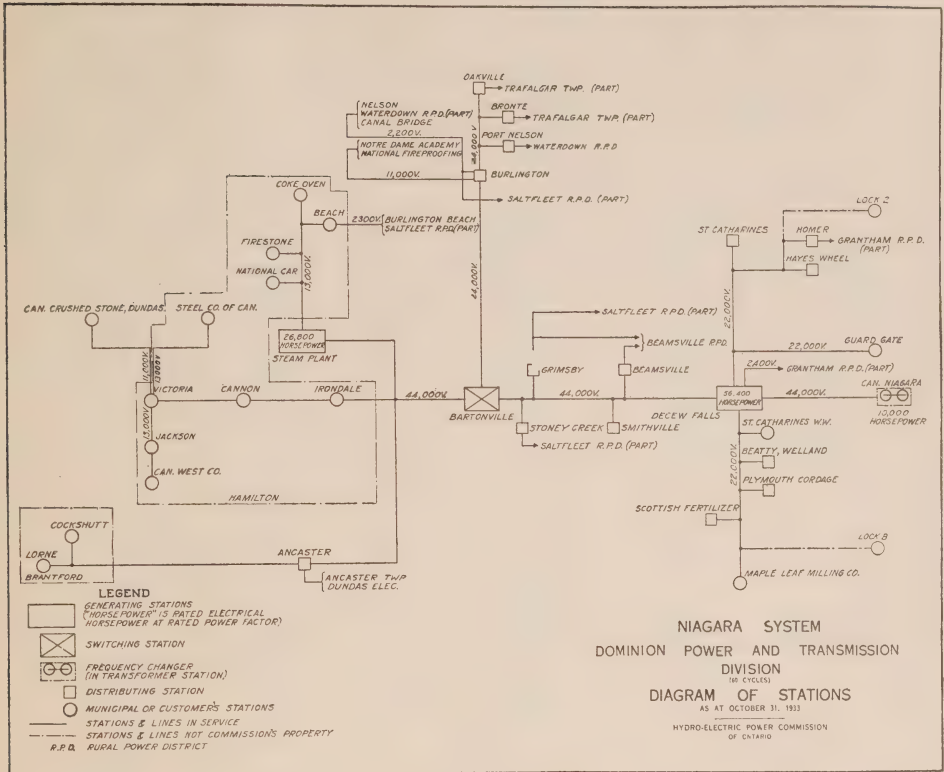 OAKVILLE
TRAFALGAR TWP. (PART)
NELSON
WATERDOWN R.P.D.(PART)
CANAL BRIDGE
2,200V.
BRONTE
TRAFALGAR TWP. (PART)
44,000 V
PORT NELSON
WATERDOWN R.P.D
NOTRE DAME ACADEMY
NATIONAL FIREPROOFING
11,000V.
BURLINGTON
SALTFLEET R.P.D. (PART)
COKE OVEN
BEACH
2300V.
BURLINGTON BEACH
SALTFLEET R.P.D.(PART)
FIRESTONE
NATIONAL CAR
13,000V.
44,000V.
CAN. CRUSHED STONE, DUNDAS.
STEEL CO. OF CAN.
26,800
HORSEPOWER
STEAM PLANT
11,000V.
13000V
VICTORIA
CANNON
IRONDALE
44,000V.
BARTONVILLE
13,000V.
JACKSON
CAN. WEST CO.
HAMILTON
LOCK 2
ST CATHARINES
HOMER
GRANTHAM R.P.D.
(PART)
HAYES WHEEL
22,000V.
SALTFLEET R.P.D. (PART)
BEAMSVILLE RPD.
GRIMSBY
BEAMSVILLE
22,000V.
GUARD GATE
2400V.
GRANTHAM R.P.D.(PART)
44,000V.
56,400
HORSEPOWER
44,000V.
CAN. NIAGARA
DECEW FALLS
HORSEPOWER
STONEY CREEK
SMITHVILLE
SALTFLEET R.P.D. (PART)
ST. CATHARINES W.W.
BEATTY, WELLAND
22,000V.
PLYMOUTH CORDAGE
SCOTTISH FERTILIZER
LOCK 8
MAPLE LEAF MILLING CO.
COCKSHUTT
LORNE
BRANTFORD
ANCASTER
ANCASTER TWP
DUNDAS ELEC.
LEGEND
GENERATING STATIONS
("HORSEPOWER" IS RATED ELECTRICAL
HORSEPOWER AT RATED POWER FACTOR)
SWITCHING STATION
FREQUENCY CHANGER
(IN TRANSFORMER STATION)
DISTRIBUTING STATION
MUNICIPAL OR CUSTOMER'S STATIONS
STATIONS & LINES IN SERVICE
STATIONS & LINES NOT COMMISSION'S PROPERTY
R.P.D. RURAL POWER DISTRICT
NIAGARA SYSTEM
DOMINION POWER AND TRANSMISSION
DIVISION
(60 CYCLES)
DIAGRAM OF STATIONS
AS AT OCTOBER 31, 1933
HYDRO-ELECTRIC POWER COMMISSION
OF ONTARIO